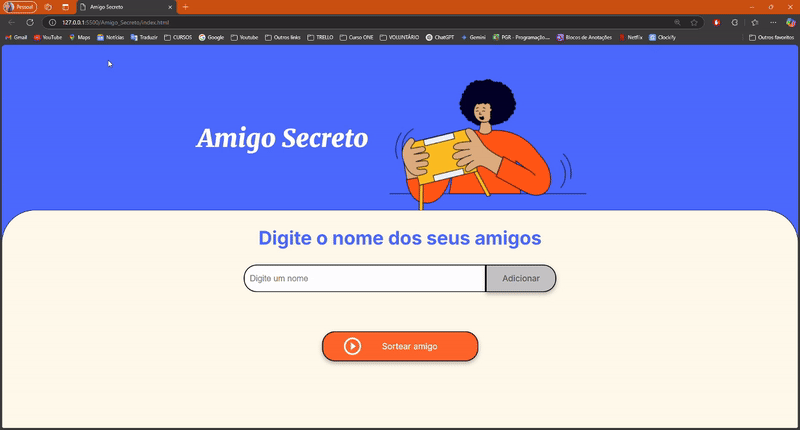 Pessoal
Amigo Secreto
127.0.0.1:5500/Amigo_Secreto/index.html
Gmail YouTube Maps Notícias Traduzir CURSOS Google Youtube Outros links TRELLO Curso ONE VOLUNTÁRIO ChatGPT Gemini PGR - Programação,... Blocos de Anotações Netflix Clockify Outros favoritos
Amigo Secreto
Digite o nome dos seus amigos
Digite um nome
Adicionar
Sortear amigo